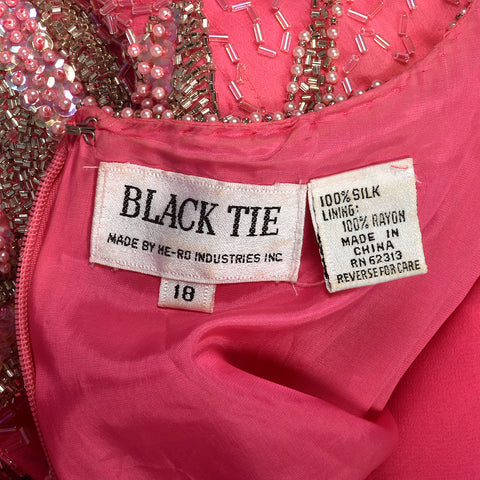 BLACK TIE
MADE BY HE-RO INDUSTRIES INC.
18
100% SILK
LINING:
100% RAYON
MADE IN
CHINA
RN 62313
REVERSE FOR CARE